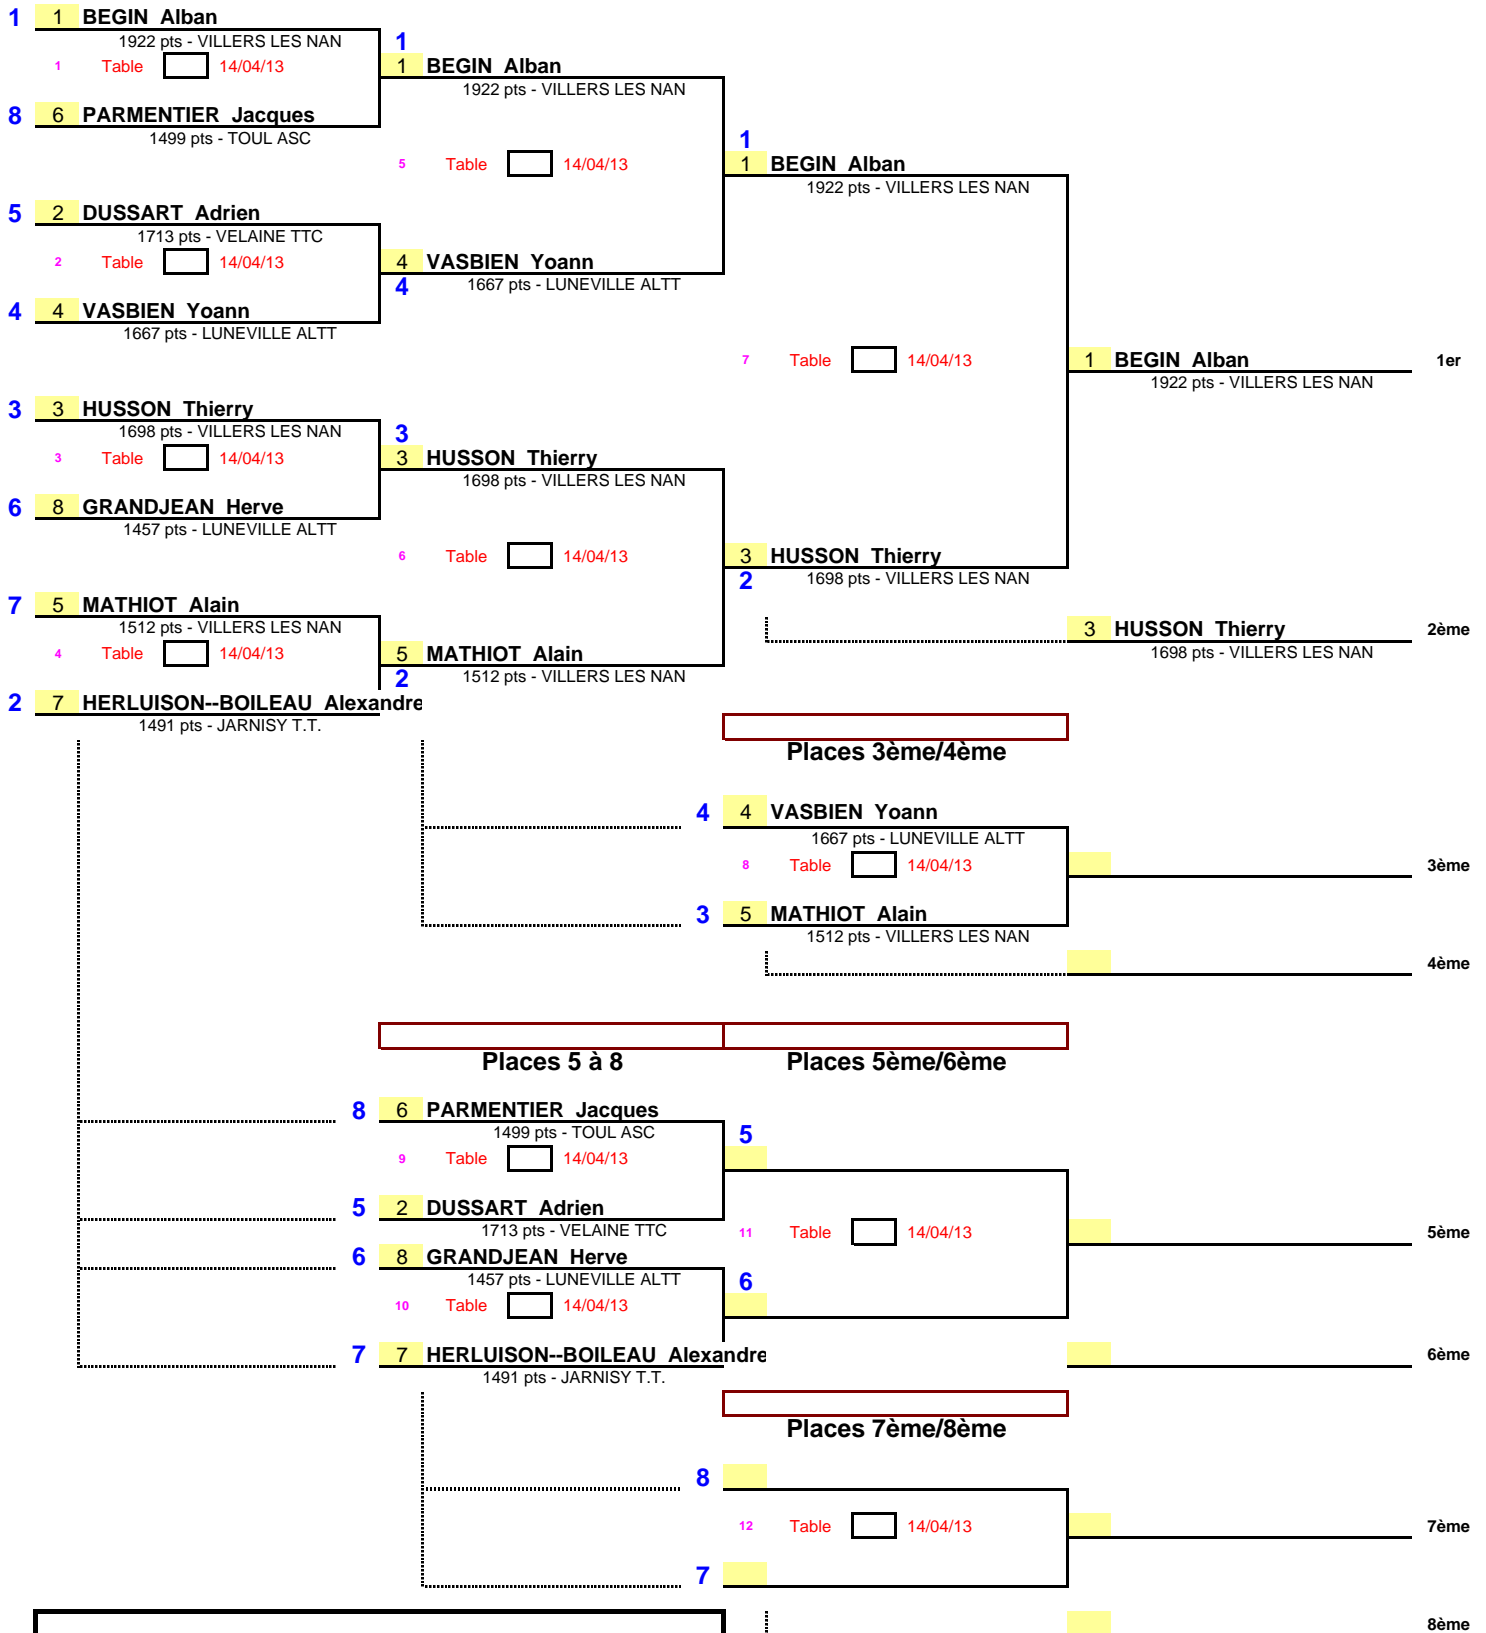 1 1 BEGIN Alban
1922 pts - VILLERS LES NAN
1 Table 14/04/13
1
1 BEGIN Alban
1922 pts - VILLERS LES NAN
8 6 PARMENTIER Jacques
1499 pts - TOUL ASC
5 Table 14/04/13
1
1 BEGIN Alban
1922 pts - VILLERS LES NAN
5 2 DUSSART Adrien
1713 pts - VELAINE TTC
2 Table 14/04/13
4 VASBIEN Yoann
4 1667 pts - LUNEVILLE ALTT
4 4 VASBIEN Yoann
1667 pts - LUNEVILLE ALTT
7 Table 14/04/13
1 BEGIN Alban 1er
1922 pts - VILLERS LES NAN
3 3 HUSSON Thierry
1698 pts - VILLERS LES NAN
3 Table 14/04/13
3
3 HUSSON Thierry
1698 pts - VILLERS LES NAN
6 8 GRANDJEAN Herve
1457 pts - LUNEVILLE ALTT
6 Table 14/04/13
3 HUSSON Thierry
2 1698 pts - VILLERS LES NAN
7 5 MATHIOT Alain
1512 pts - VILLERS LES NAN
4 Table 14/04/13
5 MATHIOT Alain
2 1512 pts - VILLERS LES NAN
3 HUSSON Thierry 2ème
1698 pts - VILLERS LES NAN
2 7 HERLUISON--BOILEAU Alexandre
1491 pts - JARNISY T.T.
Places 3ème/4ème
4 4 VASBIEN Yoann
1667 pts - LUNEVILLE ALTT
8 Table 14/04/13 3ème
3 5 MATHIOT Alain
1512 pts - VILLERS LES NAN
4ème
Places 5 à 8 Places 5ème/6ème
8 6 PARMENTIER Jacques
1499 pts - TOUL ASC
5
9 Table 14/04/13
5 2 DUSSART Adrien
1713 pts - VELAINE TTC
11 Table 14/04/13 5ème
6 8 GRANDJEAN Herve
1457 pts - LUNEVILLE ALTT
6
10 Table 14/04/13
7 7 HERLUISON--BOILEAU Alexandre
1491 pts - JARNISY T.T.
6ème
Places 7ème/8ème
8
12 Table 14/04/13 7ème
7
8ème